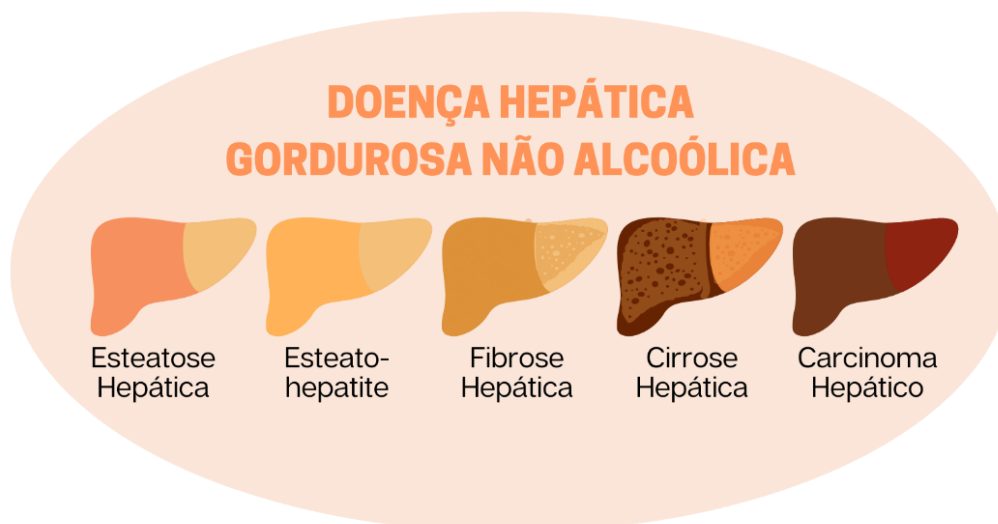 DOENÇA HEPÁTICA
GORDUROSA NÃO ALCOÓLICA
Esteatose
Hepática
Esteato-
hepatite
Fibrose
Hepática
Cirrose
Hepática
Carcinoma
Hepático